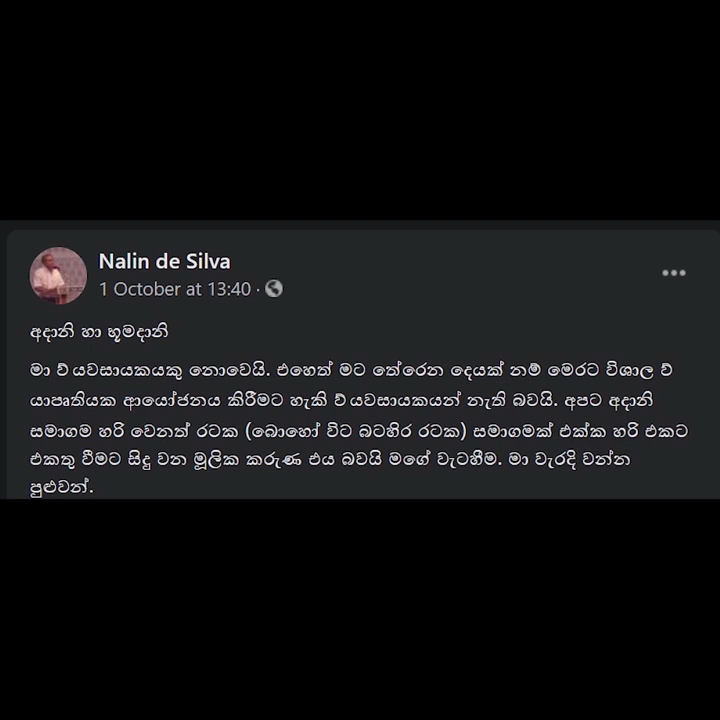 Nalin de Silva
1 October at 13:40 ·
අදානි හා භූමදානි
මා ව්‍යවසායකයකු නොවෙයි. එහෙත් මට තේරෙන දෙයක් නම් මෙරට විශාල ව්
යාපෘතියක ආයෝජනය කිරීමට හැකි ව්‍යවසායකයන් නැති බවයි. අපට අදානි
සමාගම හරි වෙනත් රටක (බොහෝ විට බටහිර රටක) සමාගමක් එක්ක හරි එකට
එකතු වීමට සිදු වන මූලික කරුණ එය බවයි මගේ වැටහීම. මා වැරදි වන්න
පුළුවන්.